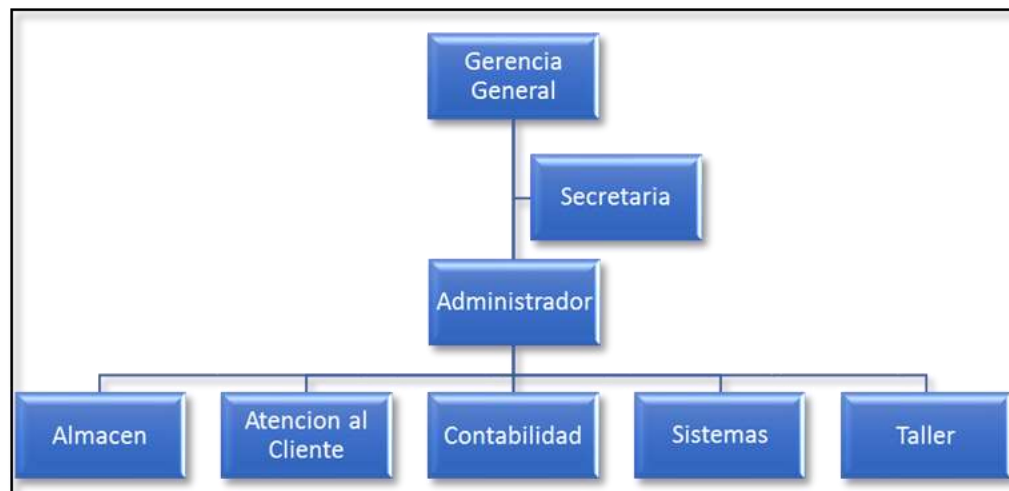 Gerencia
General
Secretaria
Administrador
Almacen
Atencion al
Cliente
Contabilidad
Sistemas
Taller